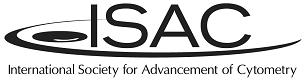 ISAC
International Society for Advancement of Cytometry